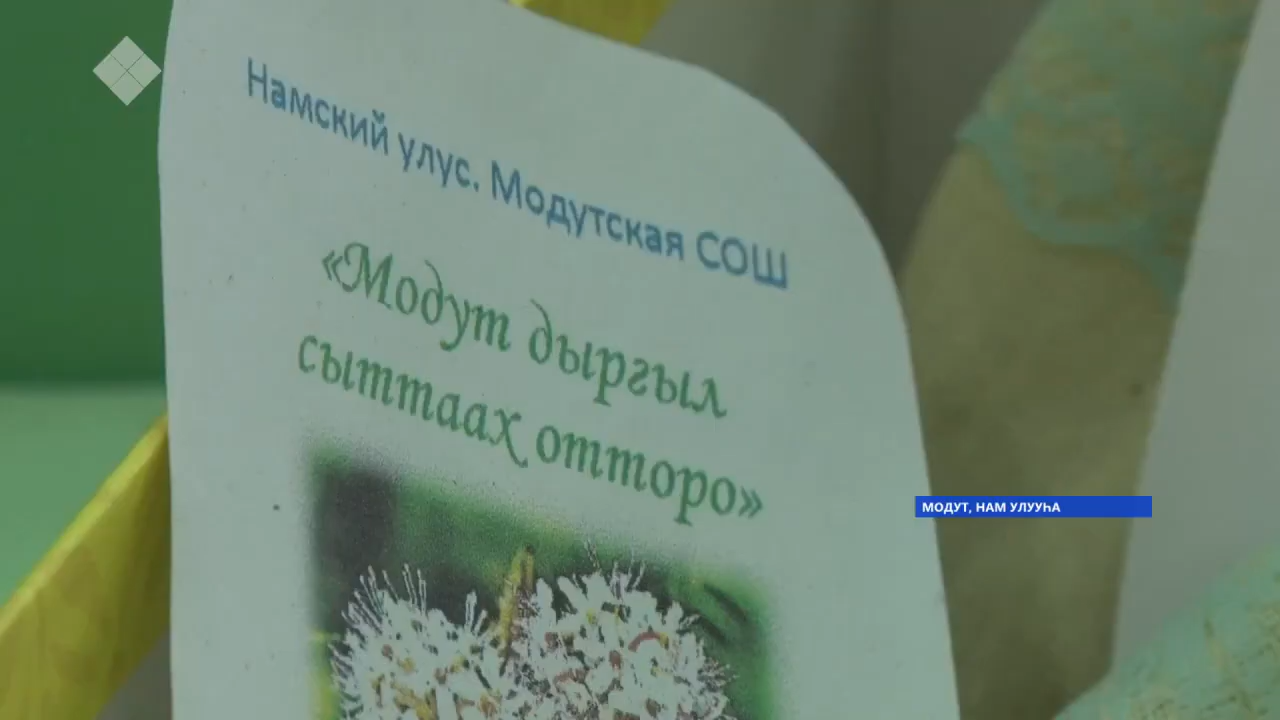 Намский улус. Модутская СОШ
«Модут дыргыл
сыттаах отторо»
МОДУТ, НАМ УЛУУҺА